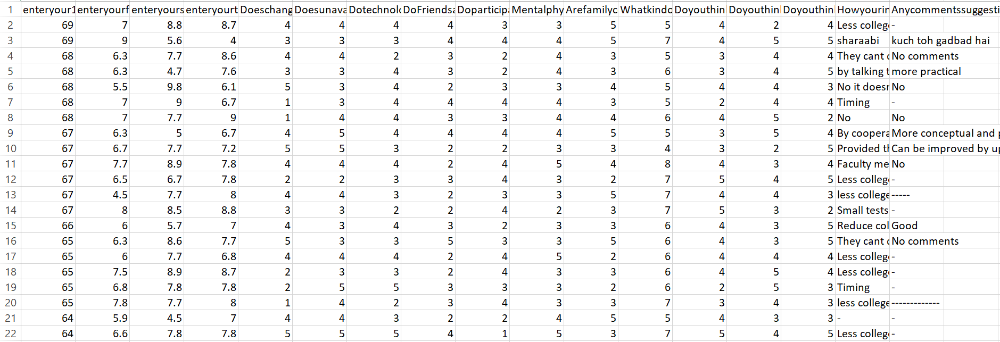 1 enteryour1 enteryourf enteryours enteryourt Doeschang Doesunava Dotechnolo DoFriendsa Doparticipa Mentalphy Arefamilyc Whatkindo Doyouthin Doyouthin Doyouthin Howyourin Anycommentssuggesti
2 69 7 8.8 8.7 4 4 4 4 3 3 5 5 4 2 4 Less colleg -
3 69 9 5.6 4 3 3 3 4 4 4 5 7 4 5 5 sharaabi kuch toh gadbad hai
4 68 6.3 7.7 8.6 4 4 2 3 2 4 3 5 3 4 4 They cant c No comments
5 68 6.3 4.7 7.6 3 3 4 3 2 4 3 6 3 4 5 by talking t more practical
6 68 5.5 9.8 6.1 5 3 4 2 3 3 4 5 4 4 3 No it doesn No
7 68 7 9 6.7 1 3 4 4 4 4 3 5 2 4 4 Timing -
8 68 7 7.7 9 1 4 4 3 3 4 4 6 4 5 2 No No
9 67 6.3 5 6.7 4 5 4 4 4 4 5 5 3 5 4 By coopera More conceptual and p
10 67 6.7 7.7 7.2 5 5 3 2 2 3 3 4 3 2 5 Provided th Can be improved by up
11 67 7.7 8.9 7.8 4 4 4 2 4 5 4 8 4 3 4 Faculty me No
12 67 6.5 6.7 7.8 2 2 3 3 4 3 2 7 5 4 5 Less colleg -
13 67 4.5 7.7 8 4 4 3 2 3 3 5 7 4 4 3 less college -----
14 67 8 8.5 8.8 3 3 2 2 4 2 3 7 5 3 2 Small tests -
15 66 6 5.7 7 4 3 4 3 2 3 3 6 4 3 5 Reduce col Good
16 65 6.3 8.6 7.7 5 3 3 5 3 3 5 6 4 3 5 They cant c No comments
17 65 6 7.7 6.8 4 4 4 2 4 5 2 6 4 4 4 Less colleg -
18 65 7.5 8.9 8.7 2 3 3 2 4 3 3 6 4 5 4 Less colleg -
19 65 6.8 7.8 7.8 2 5 5 3 3 3 2 6 2 5 3 Timing -
20 65 7.8 7.7 8 1 4 2 3 4 3 3 7 3 4 3 less college -------------
21 64 5.9 4.5 7 4 4 3 2 2 4 5 5 4 3 3 - -
22 64 6.6 7.8 7.8 5 5 5 4 1 5 3 7 5 4 5 Less colleg -